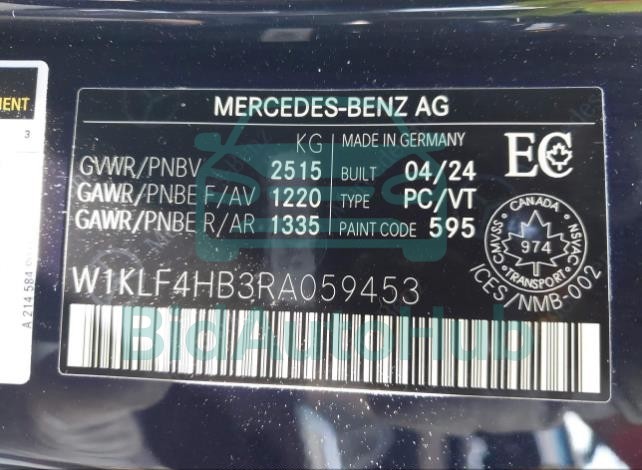 MENT
3
A 214 584
MERCEDES-BENZ AG
KG
MADE IN GERMANY
GVWR/PNBV 2515 BUILT 04/24
GAWR/PNBE F/AV 1220 TYPE PC/VT
GAWR/PNBE R/AR 1335 PAINT CODE 595
EC
CANADA
CMVSS 974 NSVAC
TRANSPORT
ICES/NMB-002
W1KLF4HB3RA059453
BidAutoHub